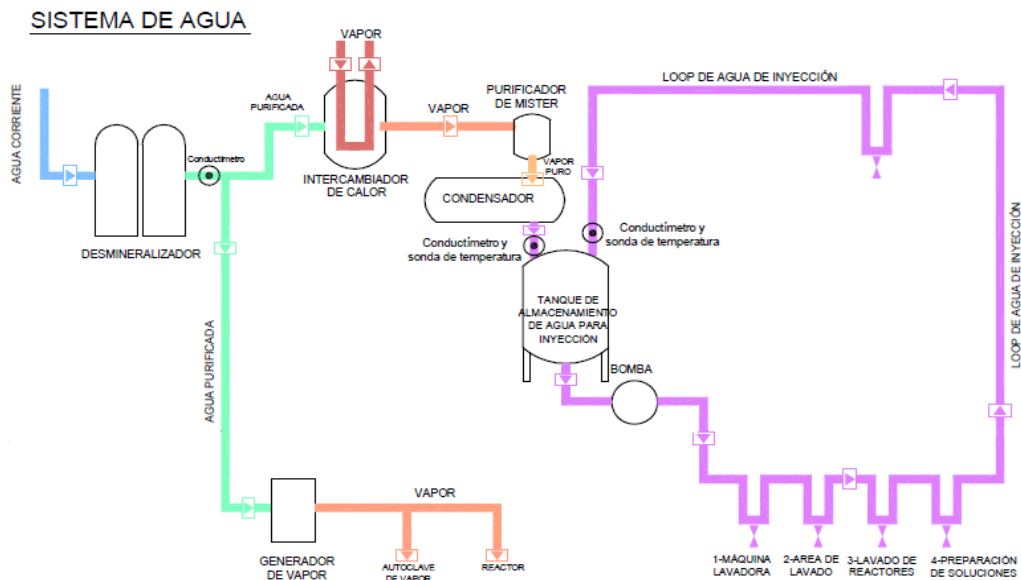 SISTEMA DE AGUA
VAPOR
LOOP DE AGUA DE INYECCIÓN
AGUA CORRIENTE
AGUA
PURIFICADA
VAPOR
PURIFICADOR
DE MISTER
Conductímetro
INTERCAMBIADOR
DE CALOR
VAPOR
PURO
CONDENSADOR
DESMINERALIZADOR
Conductímetro y
sonda de temperatura
Conductímetro y
sonda de temperatura
TANQUE DE
ALMACENAMIENTO
DE AGUA PARA
INYECCIÓN
LOOP DE AGUA DE INYECCIÓN
AGUA PURIFICADA
BOMBA
VAPOR
GENERADOR
DE VAPOR
AUTOCLAVE
DE VAPOR
REACTOR
1-MÁQUINA
LAVADORA
2-AREA DE
LAVADO
3-LAVADO DE
REACTORES
4-PREPARACIÓN
DE SOLUCIONES